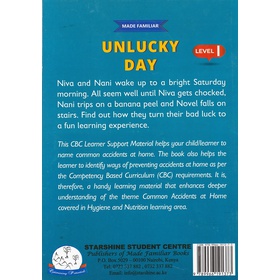 MADE FAMILIAR
UNLUCKY
DAY
LEVEL 1
Niva and Nani wake up to a bright Saturday
morning. All seem well until Niva gets chocked,
Nani trips on a banana peel and Novel falls on
stairs. Find out how they turn their bad luck to
a fun learning experience.
This CBC Learner Support Material helps your child/learner to
name common accidents at home. The book also helps the learner
to identify ways of preventing accidents at home as per the
Competency Based Curriculum (CBC) requirements. It is,
therefore, a handy learning material that enhances deeper
understanding of the theme Common Accidents at Home
covered in Hygiene and Nutrition learning area.
STARSHINE STUDENT CENTRE
Publishers of Made Familiar Books